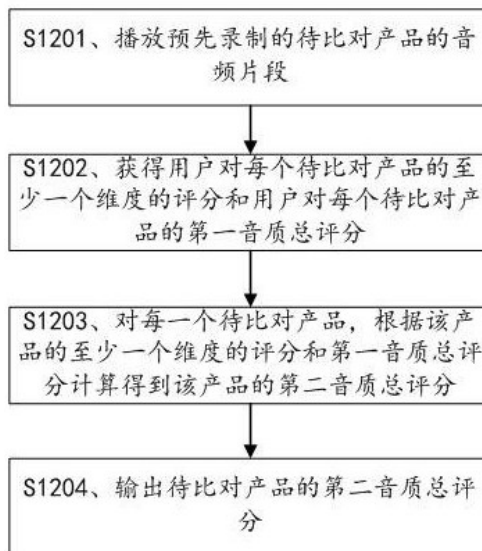 S1201、播放预先录制的待比对产品的音
频片段
S1202、获得用户对每个待比对产品的至
少一个维度的评分和用户对每个待比对产
品的第一音质总评分
S1203、对每一个待比对产品，根据该产
品的至少一个维度的评分和第一音质总评
分计算得到该产品的第二音质总评分
S1204、输出待比对产品的第二音质总评
分